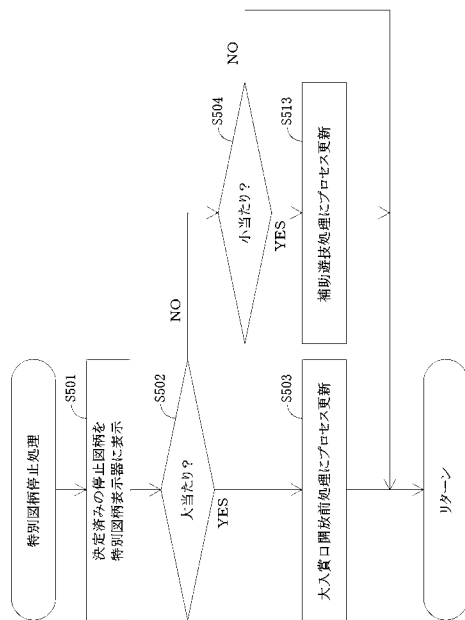 特別図柄停止処理
S501
決定済みの停止図柄を
特別図柄表示器に表示
S502
大当たり?
NO
YES
S504
小当たり?
NO
YES
S503
大入賞口開放前処理にプロセス更新
S513
補助遊技処理にプロセス更新
リターン